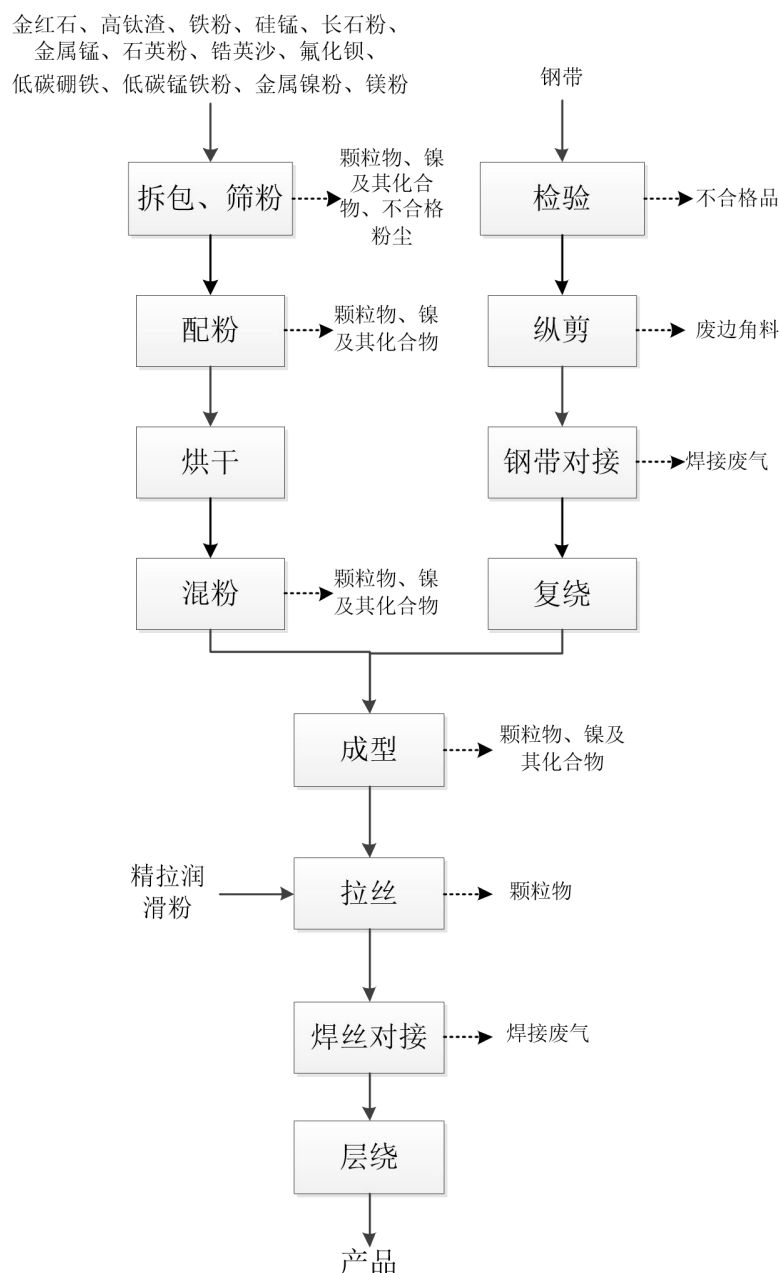 金红石、高钛渣、铁粉、硅锰、长石粉、
金属锰、石英粉、锆英沙、氟化钡、
低碳硼铁、低碳锰铁粉、金属镍粉、镁粉
钢带
拆包、筛粉
颗粒物、镍
及其化合
物、不合格
粉尘
检验
不合格品
配粉
颗粒物、镍
及其化合物
纵剪
废边角料
烘干
钢带对接
焊接废气
混粉
颗粒物、镍
及其化合物
复绕
成型
颗粒物、镍及
其化合物
精拉润
滑粉
拉丝
颗粒物
焊丝对接
焊接废气
层绕
产品